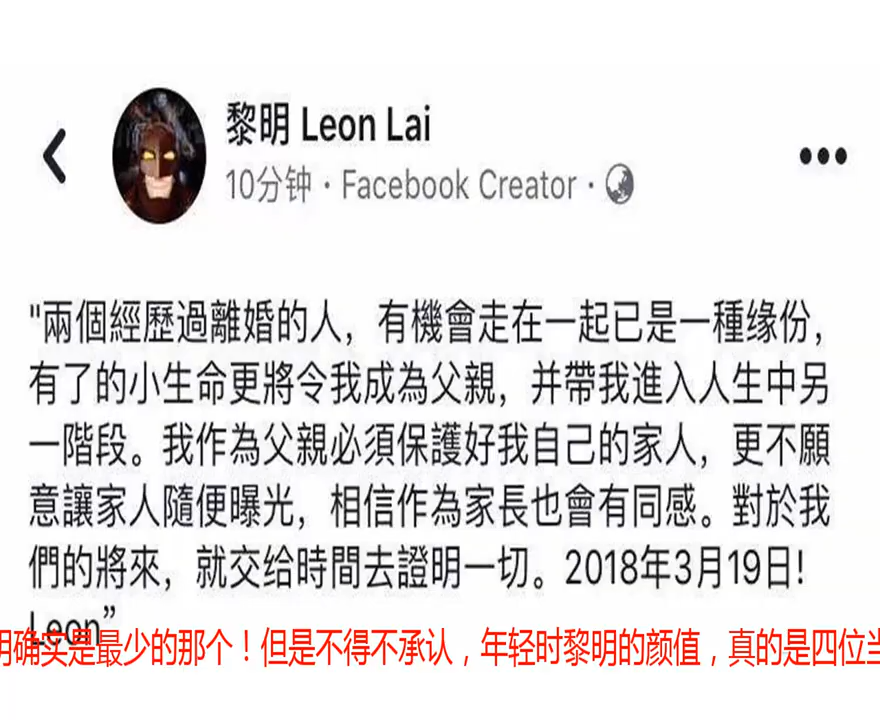 黎明 Leon Lai
10分钟 · Facebook Creator ·
"兩個經歷過離婚的人，有機會走在一起已是一種缘份，
有了的小生命更將令我成為父親，并帶我進入人生中另
一階段。我作為父親必須保護好我自己的家人，更不願
意讓家人隨便曝光，相信作為家長也會有同感。對於我
們的將來，就交给時間去證明一切。2018年3月19日!
Leon”
明确实是最少的那个！但是不得不承认，年轻时黎明的颜值，真的是四位当